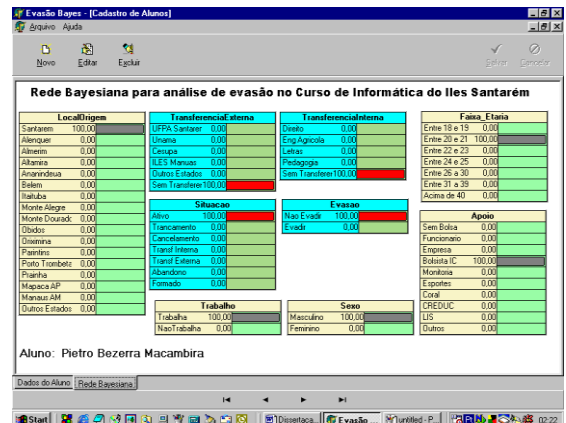 Evasão Bayes - [Cadastro de Alunos]
Arquivo Ajuda
Novo Editar Excluir Salvar Cancelar
Rede Bayesiana para análise de evasão no Curso de Informática do Iles Santarém
LocalOrigem
Santarem 100,00
Alenquer 0,00
Almerim 0,00
Altamira 0,00
Ananindeua 0,00
Belem 0,00
Itaituba 0,00
Monte Alegre 0,00
Monte Dourado 0,00
Obidos 0,00
Oriximina 0,00
Parintins 0,00
Porto Trombeta 0,00
Prainha 0,00
Mapaca AP 0,00
Manaus AM 0,00
Outros Estados 0,00
TransferenciaExterna
UFPA Santarer 0,00
Unama 0,00
Cesupa 0,00
ILES Manuas 0,00
Outros Estados 0,00
Sem Transferer 100,00
TransferenciaInterna
Direito 0,00
Eng.Agricola 0,00
Letras 0,00
Pedagogia 0,00
Sem Transferer 100,00
Faixa_Etaria
Entre 18 e 19 0,00
Entre 20 e 21 100,00
Entre 22 e 23 0,00
Entre 24 e 25 0,00
Entre 26 a 30 0,00
Entre 31 a 39 0,00
Acima de 40 0,00
Situacao
Ativo 100,00
Trancamento 0,00
Cancelamento 0,00
Transf Interna 0,00
Transf Externa 0,00
Abandono 0,00
Formado 0,00
Evasao
Nao Evadir 100,00
Evadir 0,00
Apoio
Sem Bolsa 0,00
Funcionario 0,00
Empresa 0,00
Bolsista IC 100,00
Monitoria 0,00
Esportes 0,00
Coral 0,00
CREDUC 0,00
LIS 0,00
Outros 0,00
Trabalho
Trabalha 100,00
NaoTrabalha 0,00
Sexo
Masculino 100,00
Feminino 0,00
Aluno: Pietro Bezerra Macambira
Dados do Aluno Rede Bayesiana
Start Dissertaca... Evasão ... untitled - P... 02:22